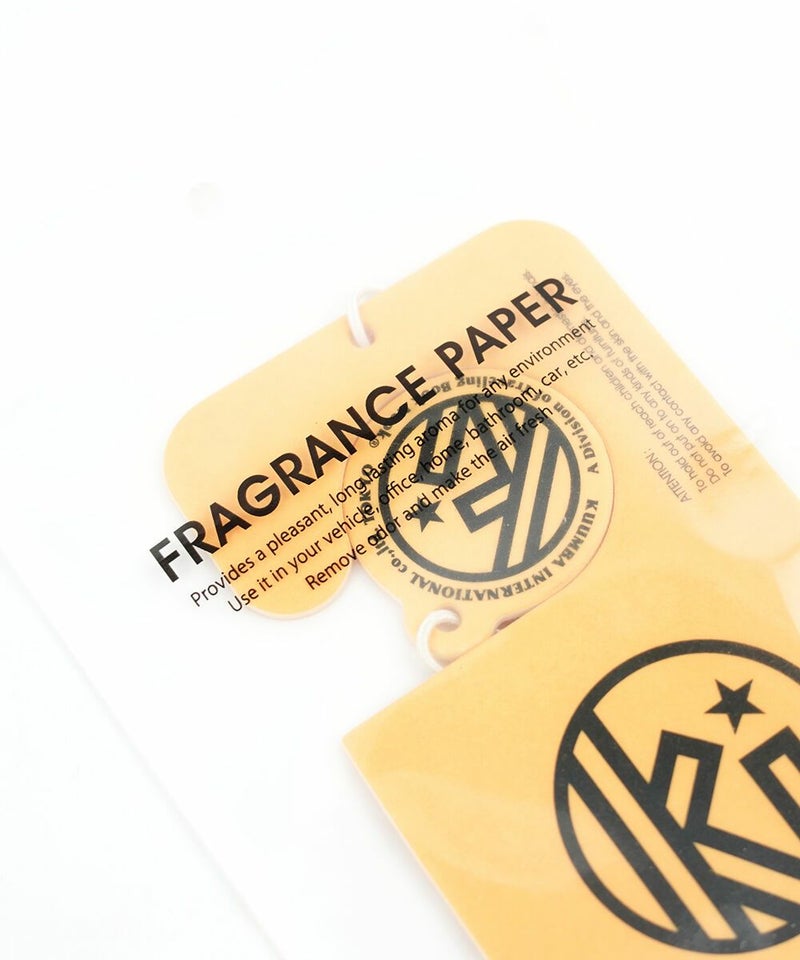 FRAGRANCE PAPER
Provides a pleasant, long lasting aroma for any environment
Use it in your vehicle, office, home, bathroom, car, etc.
Remove odor and make the air fresh
A Division of traveling
KUUMBA INTERNATIONAL co.,ltd. TOKYO
ATTENTION:
To hold out of reach children and
Do not put on to any kinds of furniture
To avoid any contact with the skin and the eyes.